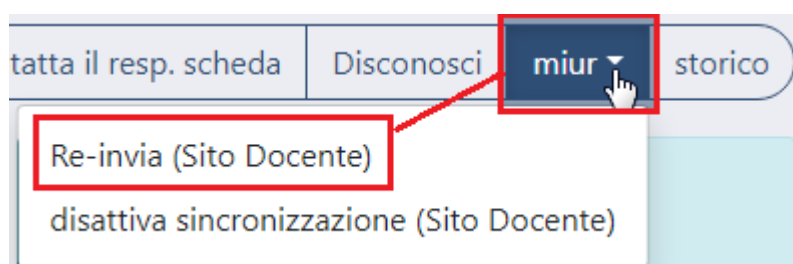 tatta il resp. scheda Disconosci miur storico
Re-invia (Sito Docente)
disattiva sincronizzazione (Sito Docente)